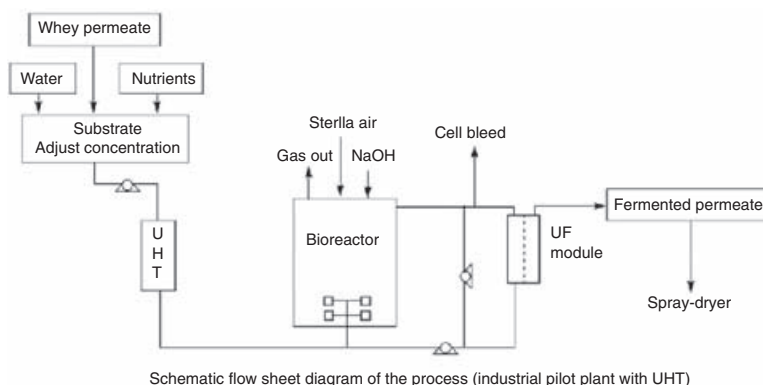 Whey permeate
Water
Nutrients
Substrate
Adjust concentration
Sterlla air
Gas out
NaOH
Cell bleed
U
H
T
Bioreactor
UF
module
Fermented permeate
Spray-dryer
Schematic flow sheet diagram of the process (industrial pilot plant with UHT)